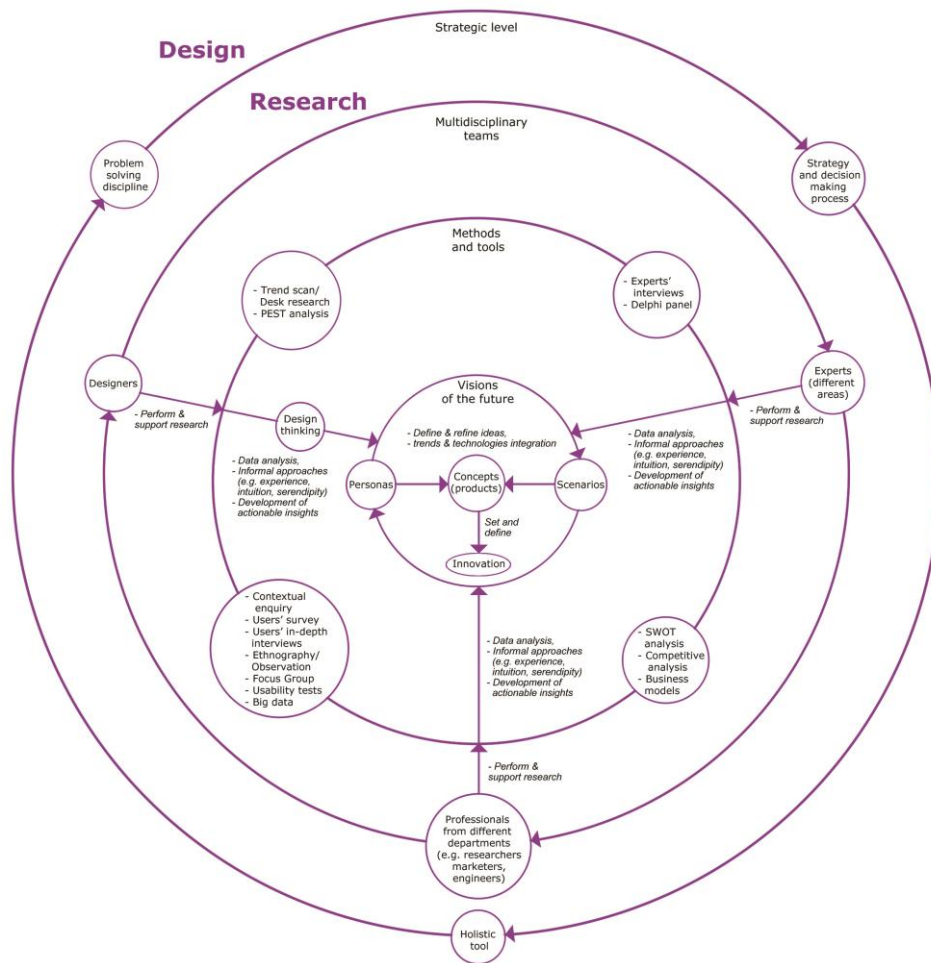 Strategic level
Design
Research
Multidisciplinary
teams
Problem
solving
discipline
Strategy
and decision
making
process
Methods
and tools
- Trend scan/
Desk research
- PEST analysis
- Experts'
interviews
- Delphi panel
Designers
- Perform &
support research
Design
thinking
- Data analysis,
- Informal approaches
(e.g. experience,
intuition, serendipity)
- Development of
actionable insights
Visions
of the future
- Define & refine ideas,
- trends & technologies integration
Personas
Concepts
(products)
Scenarios
Set and
define
Innovation
Experts
(different
areas)
- Perform &
support research
- Data analysis,
- Informal approaches
(e.g. experience,
intuition, serendipity)
- Development of
actionable insights
- Contextual
enquiry
- Users' survey
- Users' in-depth
interviews
- Ethnography/
Observation
- Focus Group
- Usability tests
- Big data
- Data analysis,
- Informal approaches
(e.g. experience,
intuition, serendipity)
- Development of
actionable insights
- SWOT
analysis
- Competitive
analysis
- Business
models
- Perform &
support research
Professionals
from different
departments
(e.g. researchers
marketers,
engineers)
Holistic
tool